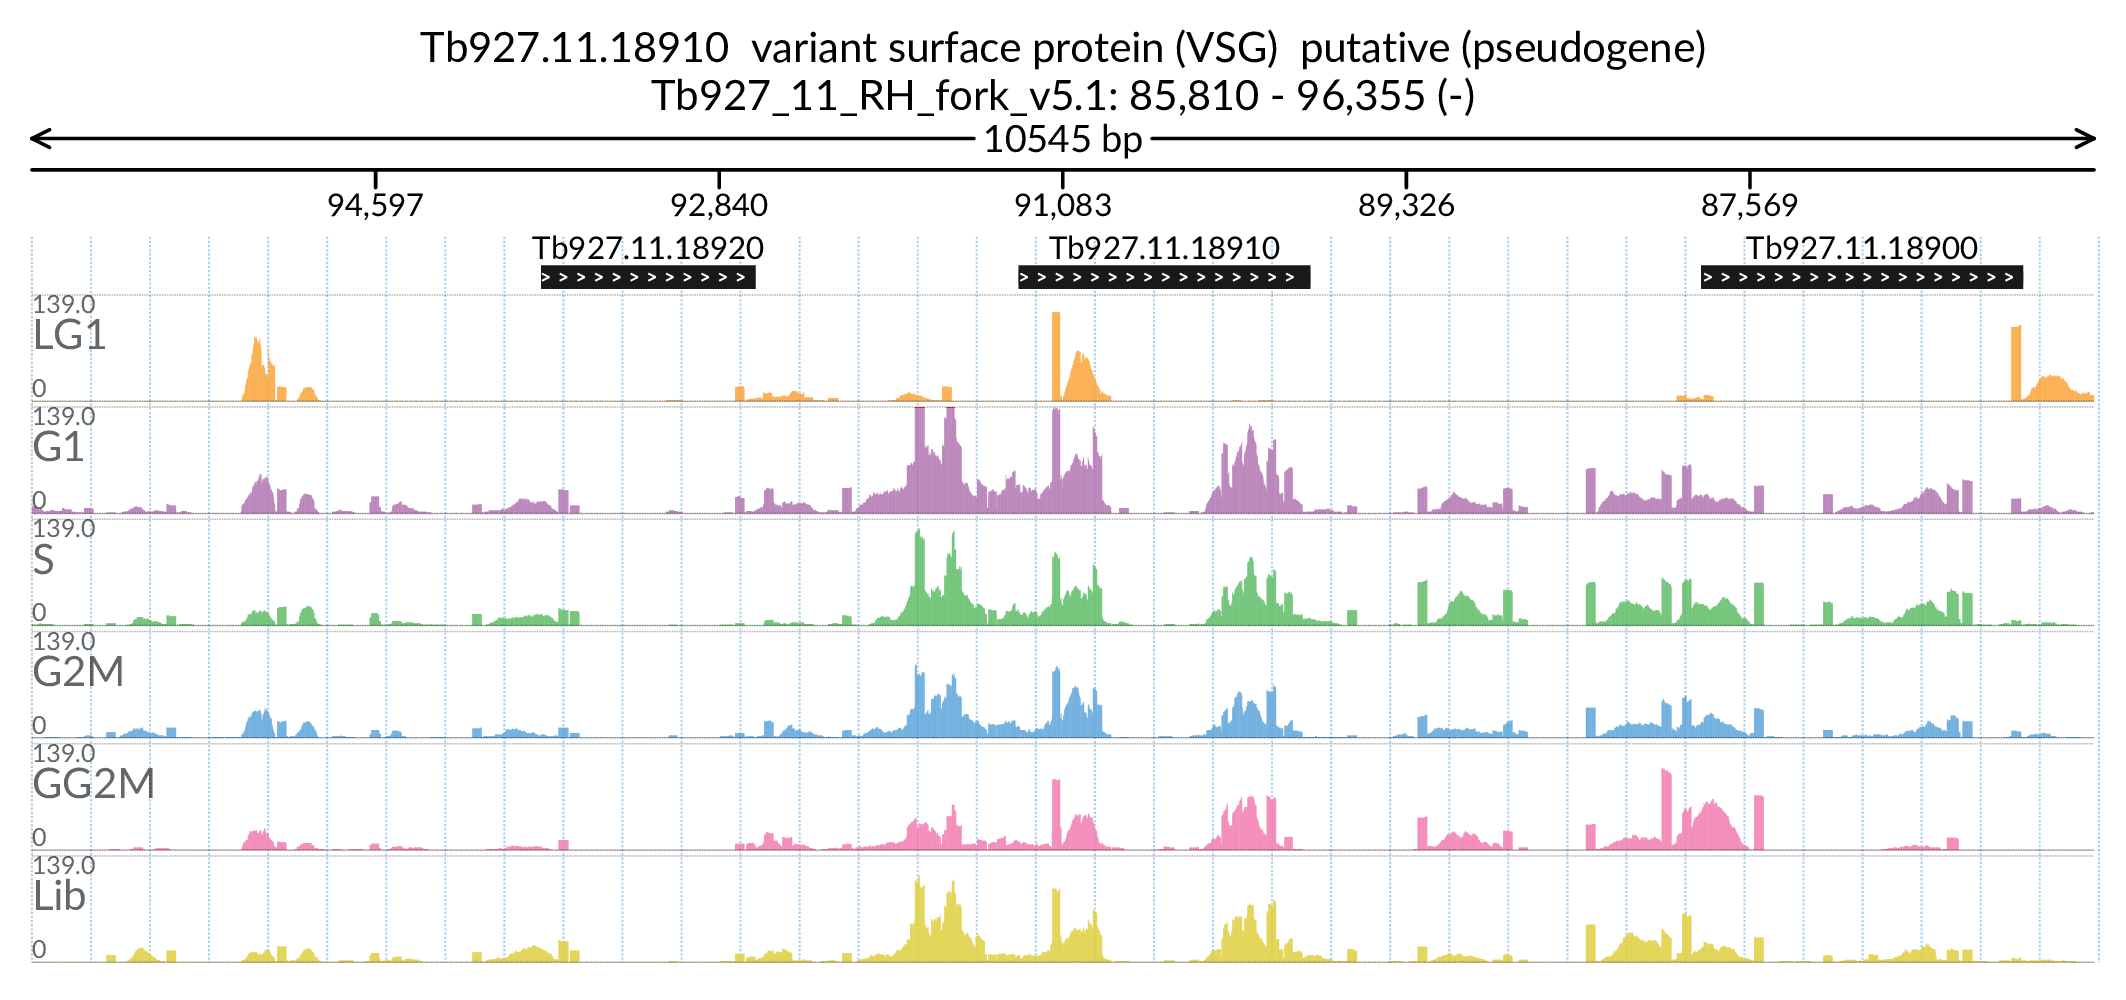 Tb927.11.18910  variant surface protein (VSG)  putative (pseudogene)
Tb927_11_RH_fork_v5.1: 85,810 - 96,355 (-)
10545 bp
94,597 92,840 91,083 89,326 87,569
Tb927.11.18920 Tb927.11.18910 Tb927.11.18900
139.0
LG1
0
139.0
G1
0
139.0
S
0
139.0
G2M
0
139.0
GG2M
0
139.0
Lib
0